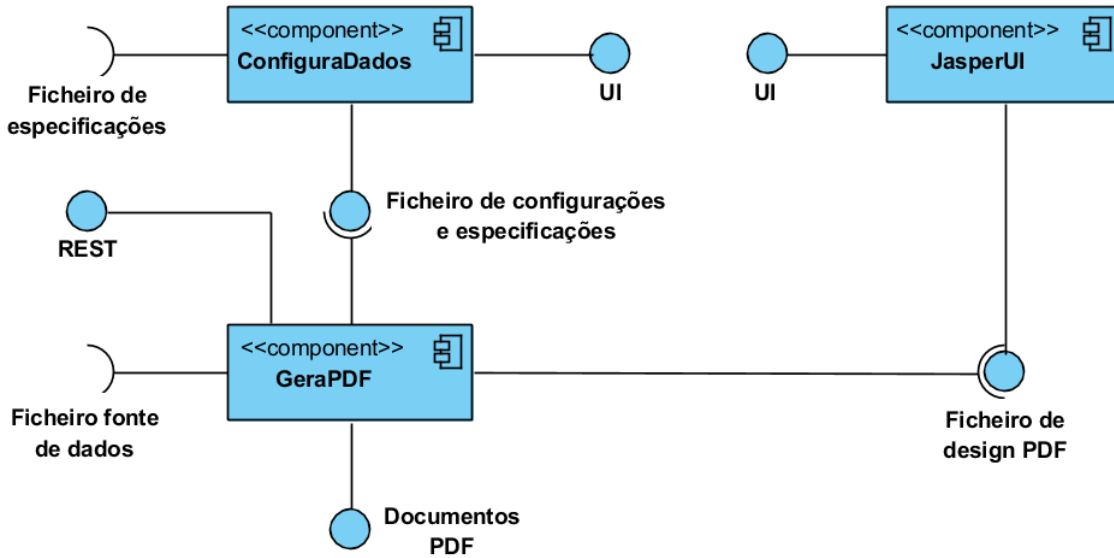 <<component>>
ConfiguraDados
<<component>>
JasperUI
Ficheiro de
especificações
UI
UI
REST
Ficheiro de configurações
e especificações
<<component>>
GeraPDF
Ficheiro fonte
de dados
Ficheiro de
design PDF
Documentos
PDF